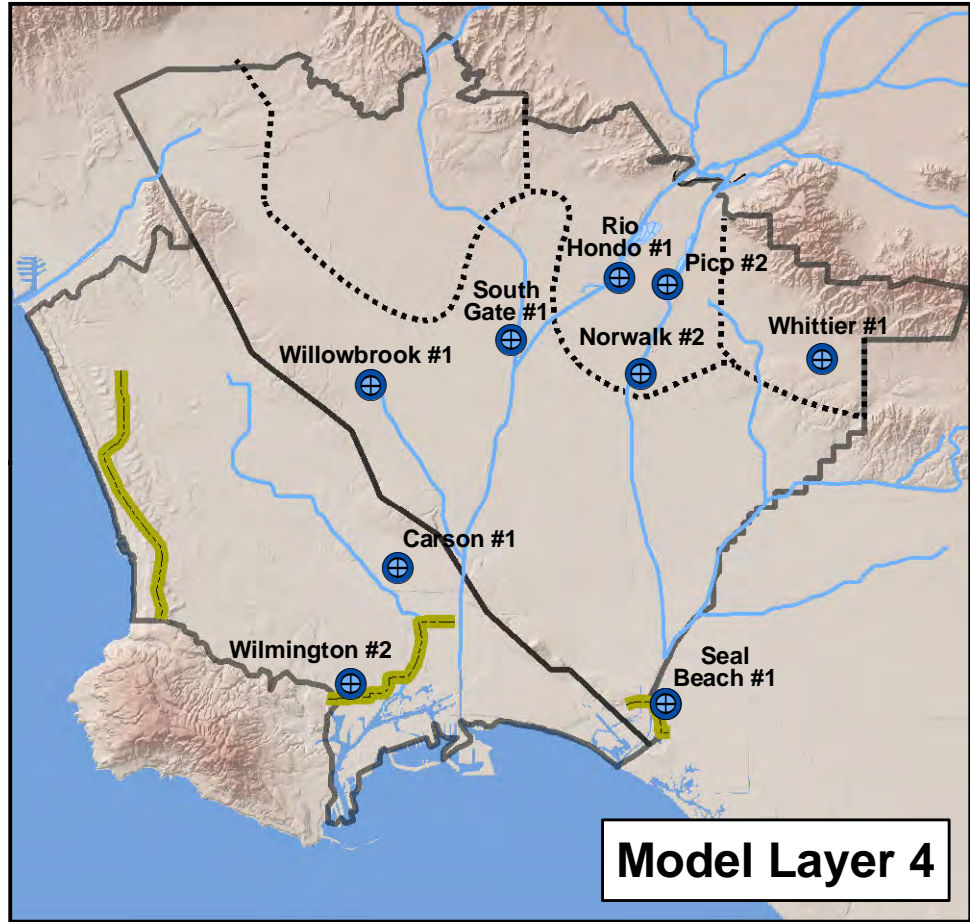 Rio
Hondo #1
Pico #2
South
Gate #1
Whittier #1
Norwalk #2
Willowbrook #1
Carson #1
Wilmington #2
Seal
Beach #1
Model Layer 4